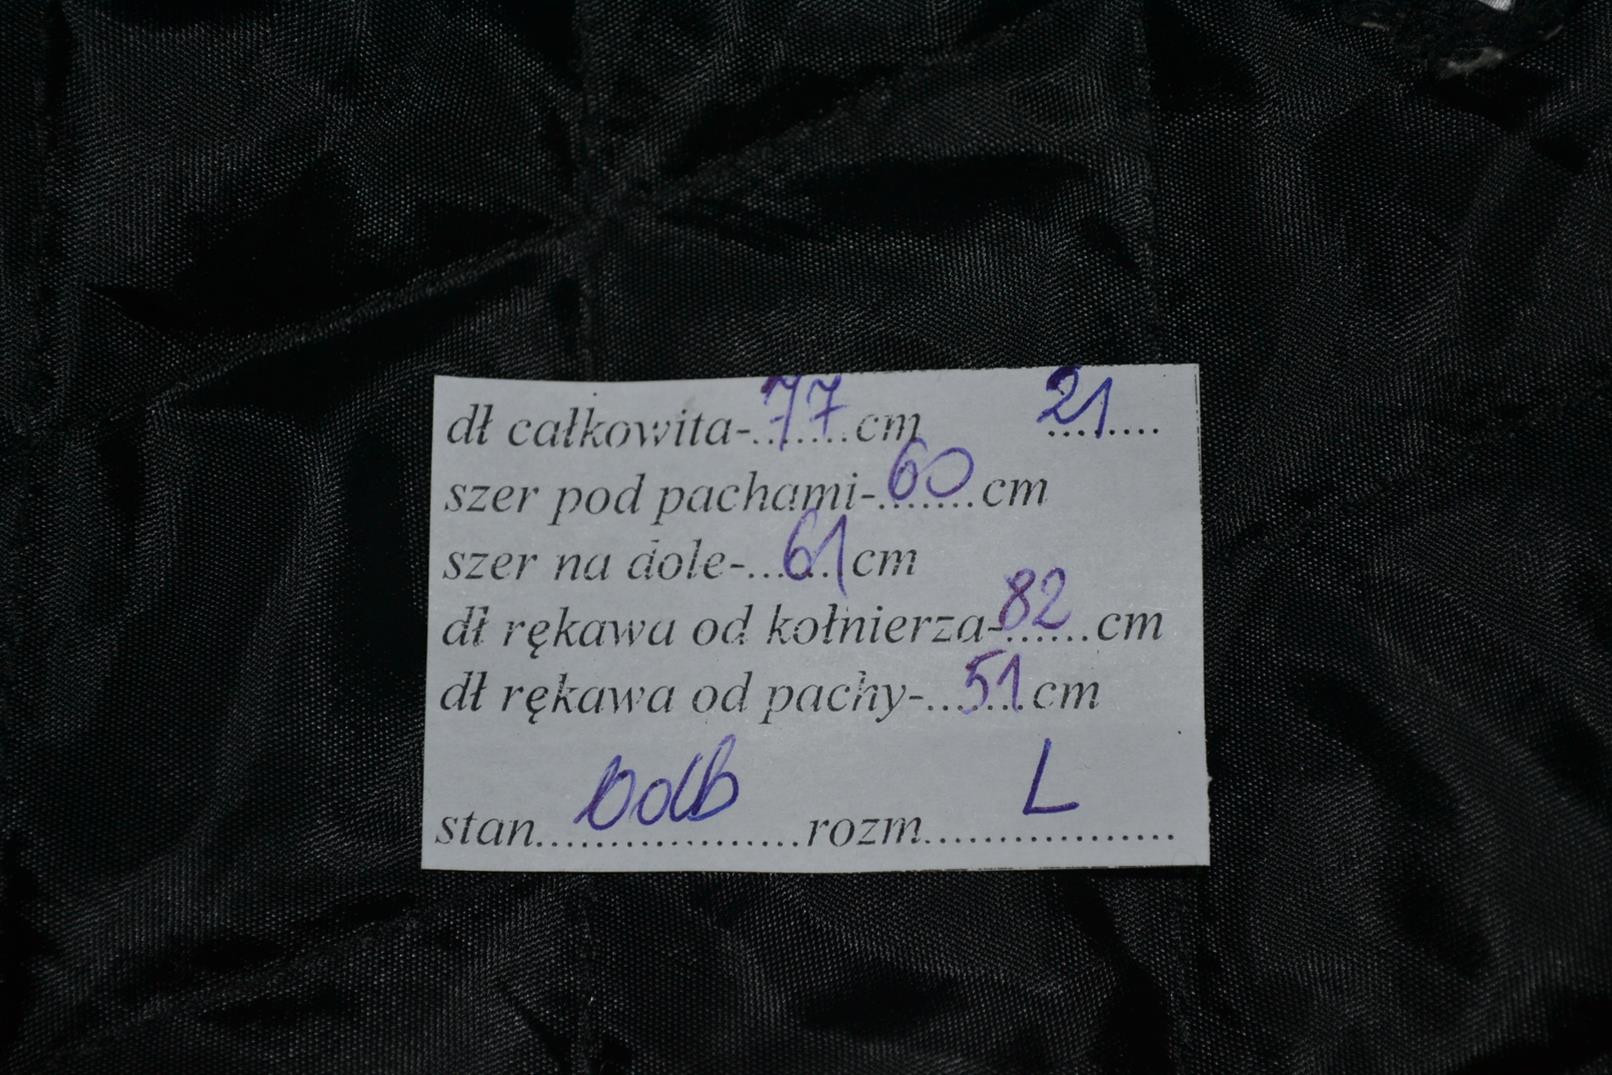 dł całkowita-.......77cm 21........
szer pod pachami-.......60cm
szer na dole-......61cm
dł rękawa od kołnierza-......82cm
dł rękawa od pachy-.......51cm
stan..................rozm.................L